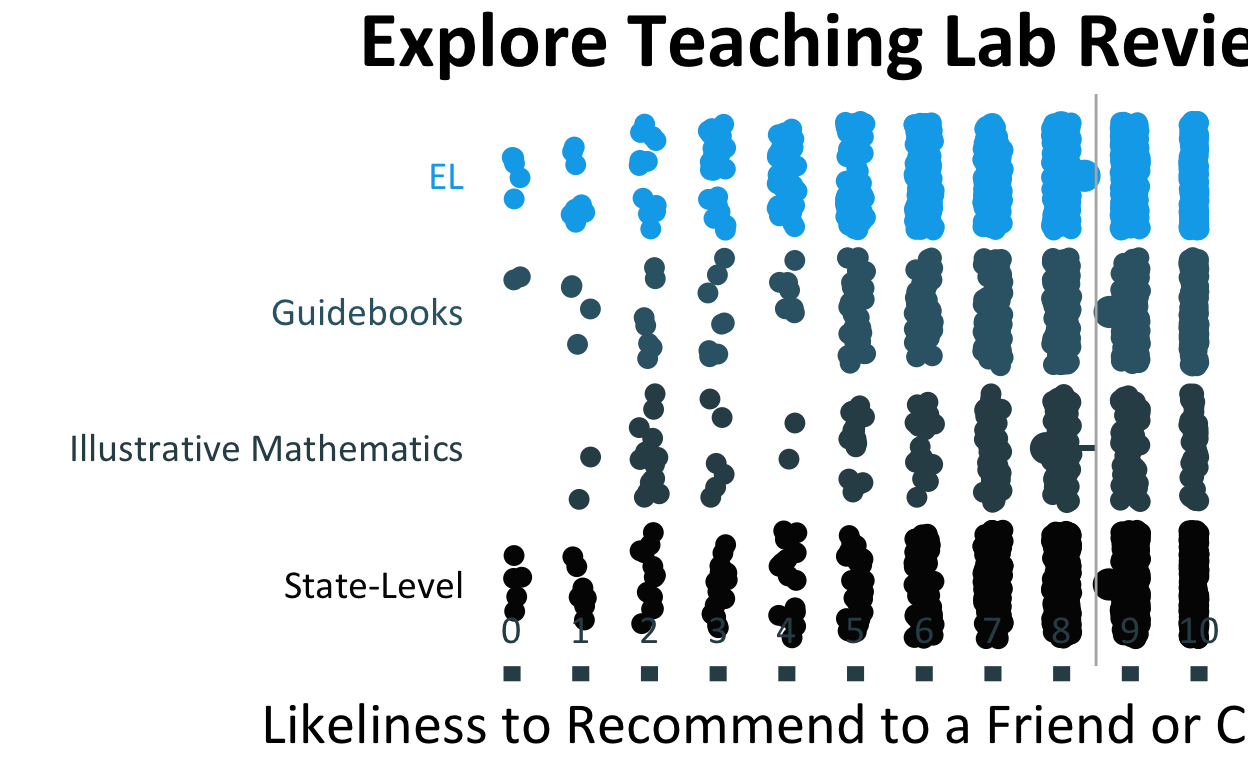 Explore Teaching Lab Revie
EL
Guidebooks
Illustrative Mathematics
State-Level
0 1 2 3 4 5 6 7 8 9 10
Likeliness to Recommend to a Friend or C